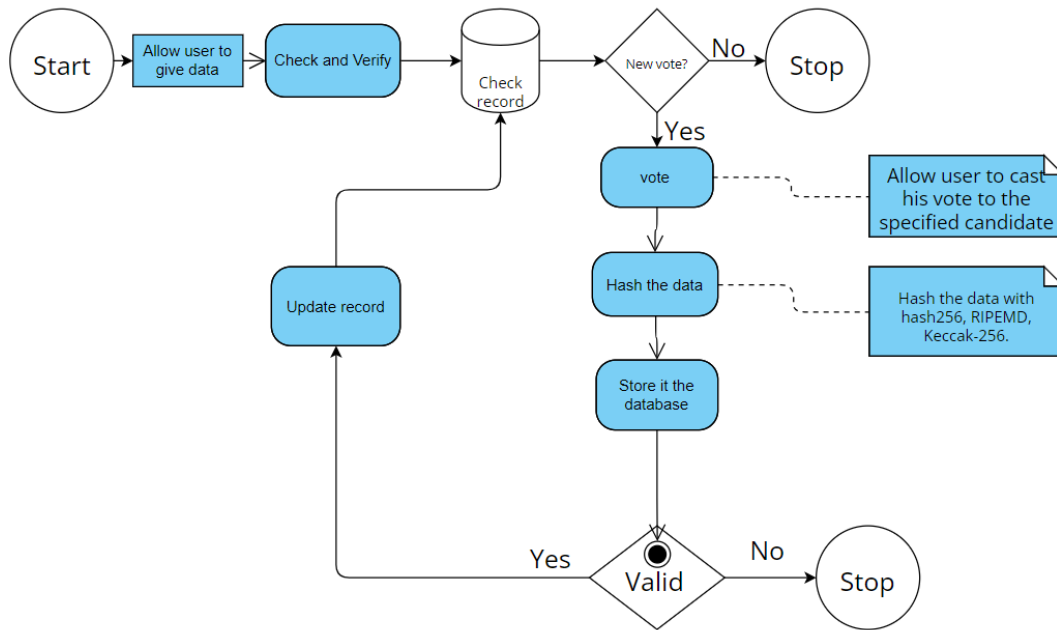 Start
Allow user to
give data
Check and Verify
Check
record
New vote?
No
Stop
Yes
vote
Allow user to cast
his vote to the
specified candidate
Hash the data
Hash the data with
hash256, RIPEMD,
Keccak-256.
Update record
Store it the
database
Yes
Valid
No
Stop